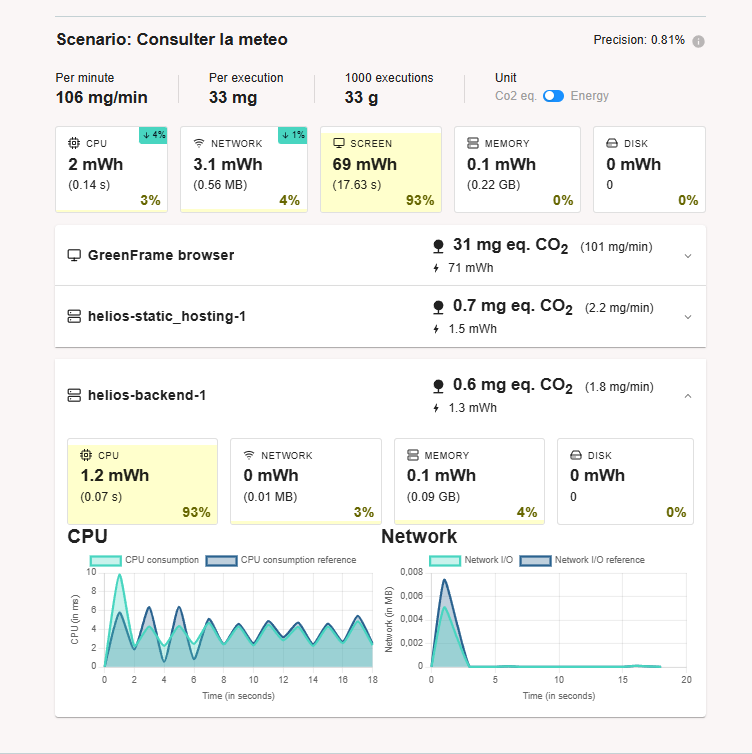 Scenario: Consulter la meteo
Precision: 0.81%
Per minute Per execution 1000 executions Unit
106 mg/min 33 mg 33 g Co2 eq. Energy
CPU 4%
2 mWh
(0.14 s)
3%
NETWORK 1%
3.1 mWh
(0.56 MB)
4%
SCREEN
69 mWh
(17.63 s)
93%
MEMORY
0.1 mWh
(0.22 GB)
0%
DISK
0 mWh
0
0%
GreenFrame browser
31 mg eq. CO2 (101 mg/min)
71 mWh
helios-static_hosting-1
0.7 mg eq. CO2 (2.2 mg/min)
1.5 mWh
helios-backend-1
0.6 mg eq. CO2 (1.8 mg/min)
1.3 mWh
CPU
1.2 mWh
(0.07 s)
93%
NETWORK
0 mWh
(0.01 MB)
3%
MEMORY
0.1 mWh
(0.09 GB)
4%
DISK
0 mWh
0
0%
CPU
CPU consumption CPU consumption reference
CPU (in ms)
10
8
6
4
2
0
0 2 4 6 8 10 12 14 16 18
Time (in seconds)
Network
Network I/O Network I/O reference
Network (in MB)
0,008
0,006
0,004
0,002
0
0 5 10 15 20
Time (in seconds)